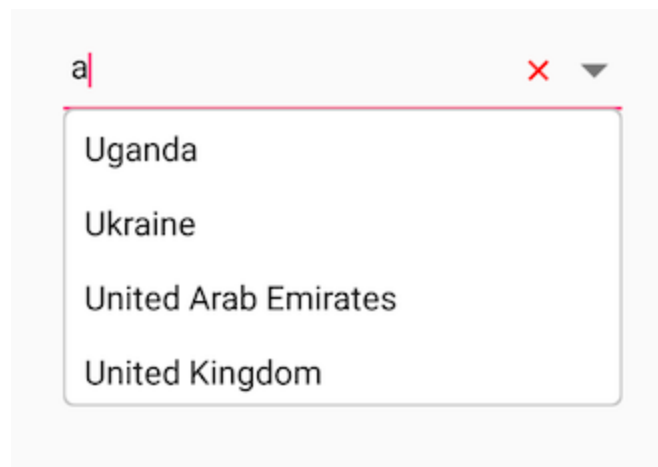 a
Uganda
Ukraine
United Arab Emirates
United Kingdom